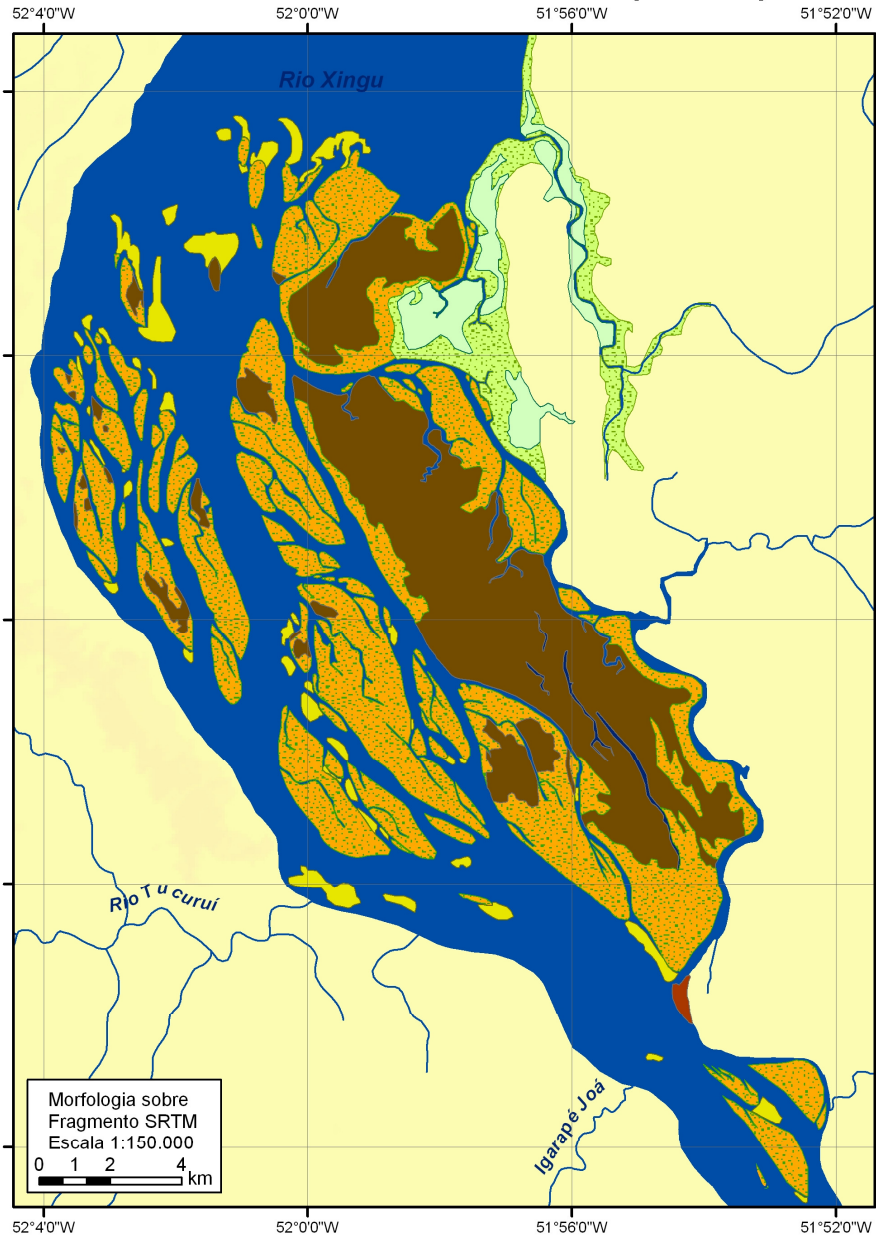 52°4'0"W 52°0'0"W 51°56'0"W 51°52'0"W
Rio Xingu
Rio Tucuruí
Igarapé Joá
Morfologia sobre
Fragmento SRTM
Escala 1:150.000
0 1 2 4 km
52°4'0"W 52°0'0"W 51°56'0"W 51°52'0"W